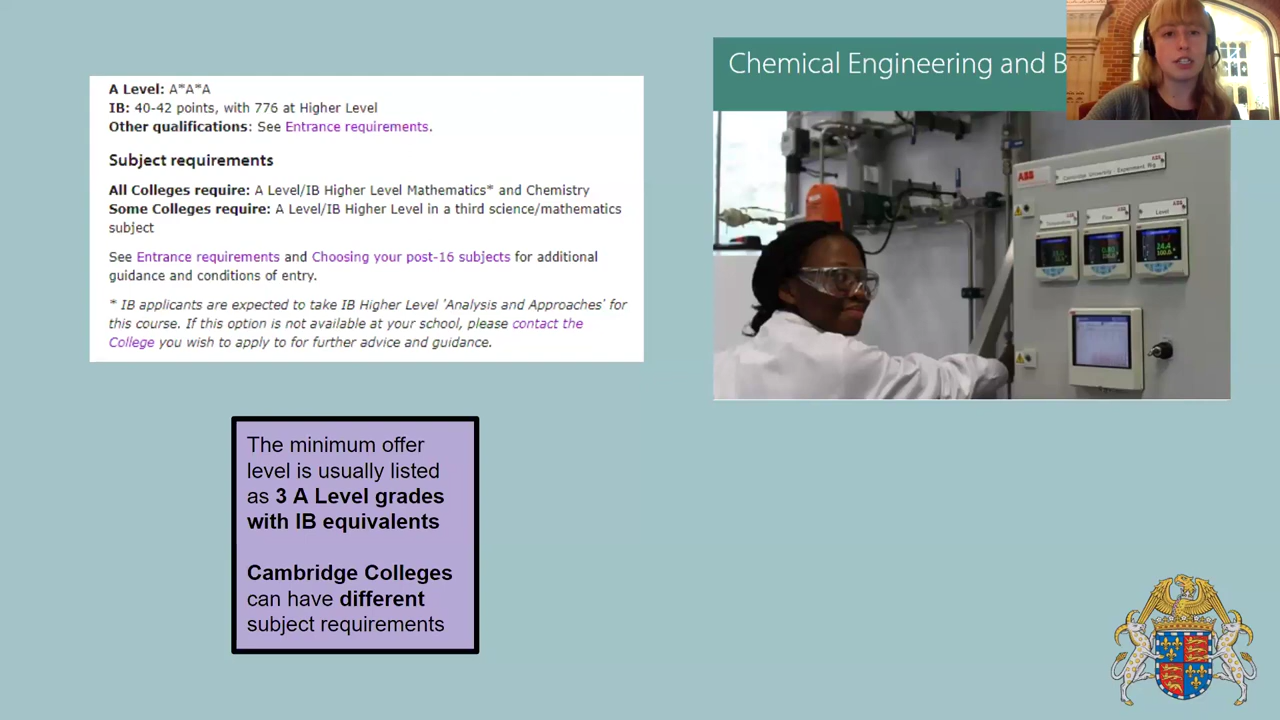 A Level: A*A*A
IB: 40-42 points, with 776 at Higher Level
Other qualifications: See Entrance requirements.
Subject requirements
All Colleges require: A Level/IB Higher Level Mathematics* and Chemistry
Some Colleges require: A Level/IB Higher Level in a third science/mathematics
subject
See Entrance requirements and Choosing your post-16 subjects for additional
guidance and conditions of entry.
* IB applicants are expected to take IB Higher Level 'Analysis and Approaches' for
this course. If this option is not available at your school, please contact the
College you wish to apply to for further advice and guidance.
The minimum offer
level is usually listed
as 3 A Level grades
with IB equivalents
Cambridge Colleges
can have different
subject requirements
Chemical Engineering and B
ABB
Cambridge University - Experiment Rig
Flow
Level
24.4
100.0